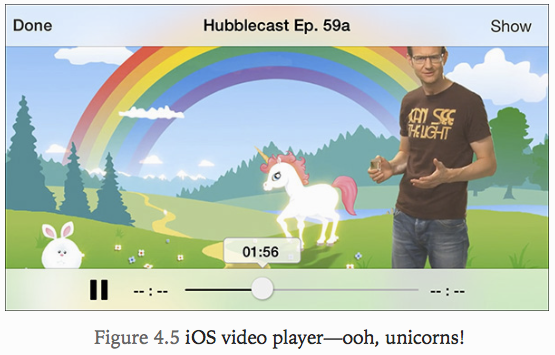 Done Hubblecast Ep. 59a Show
CAN SEE
THE LIGHT
01:56
--:-- --:--
Figure 4.5 iOS video player—ooh, unicorns!